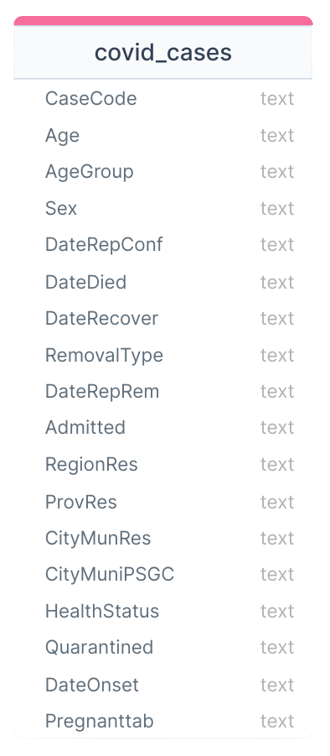 covid_cases
CaseCode text
Age text
AgeGroup text
Sex text
DateRepConf text
DateDied text
DateRecover text
RemovalType text
DateRepRem text
Admitted text
RegionRes text
ProvRes text
CityMunRes text
CityMuniPSGC text
HealthStatus text
Quarantined text
DateOnset text
Pregnanttab text